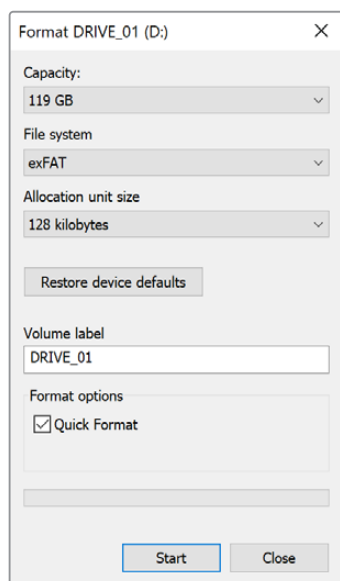 Format DRIVE_01 (D:)
Capacity:
119 GB
File system
exFAT
Allocation unit size
128 kilobytes
Restore device defaults
Volume label
DRIVE_01
Format options
Quick Format
Start Close